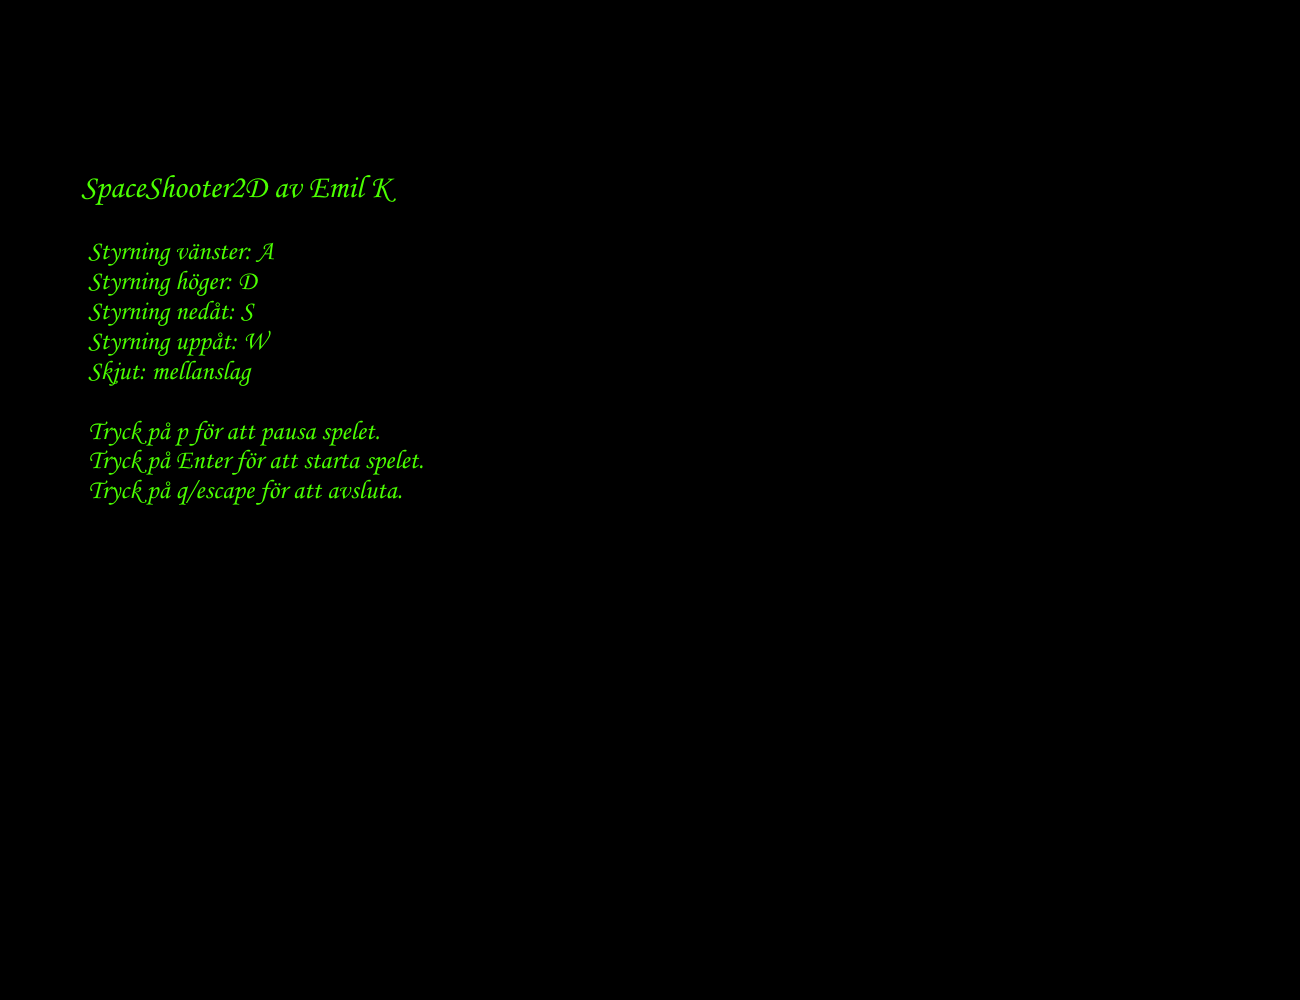 SpaceShooter2D av Emil K
Styrning vänster: A
Styrning höger: D
Styrning nedåt: S
Styrning uppåt: W
Skjut: mellanslag
Tryck på p för att pausa spelet.
Tryck på Enter för att starta spelet.
Tryck på q/escape för att avsluta.